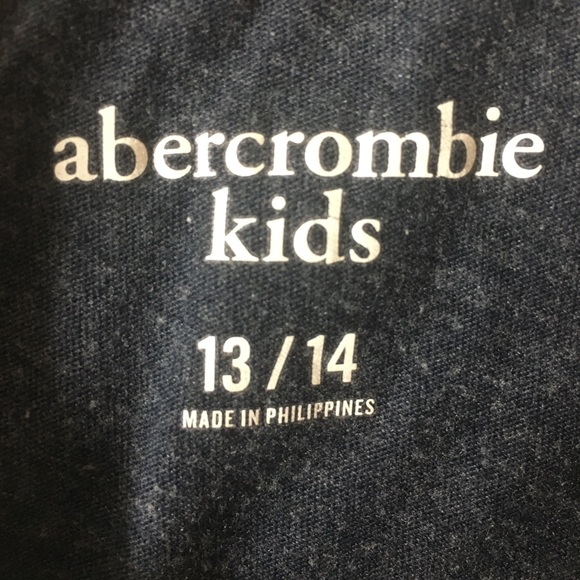 abercrombie
kids
13 / 14
MADE IN PHILIPPINES